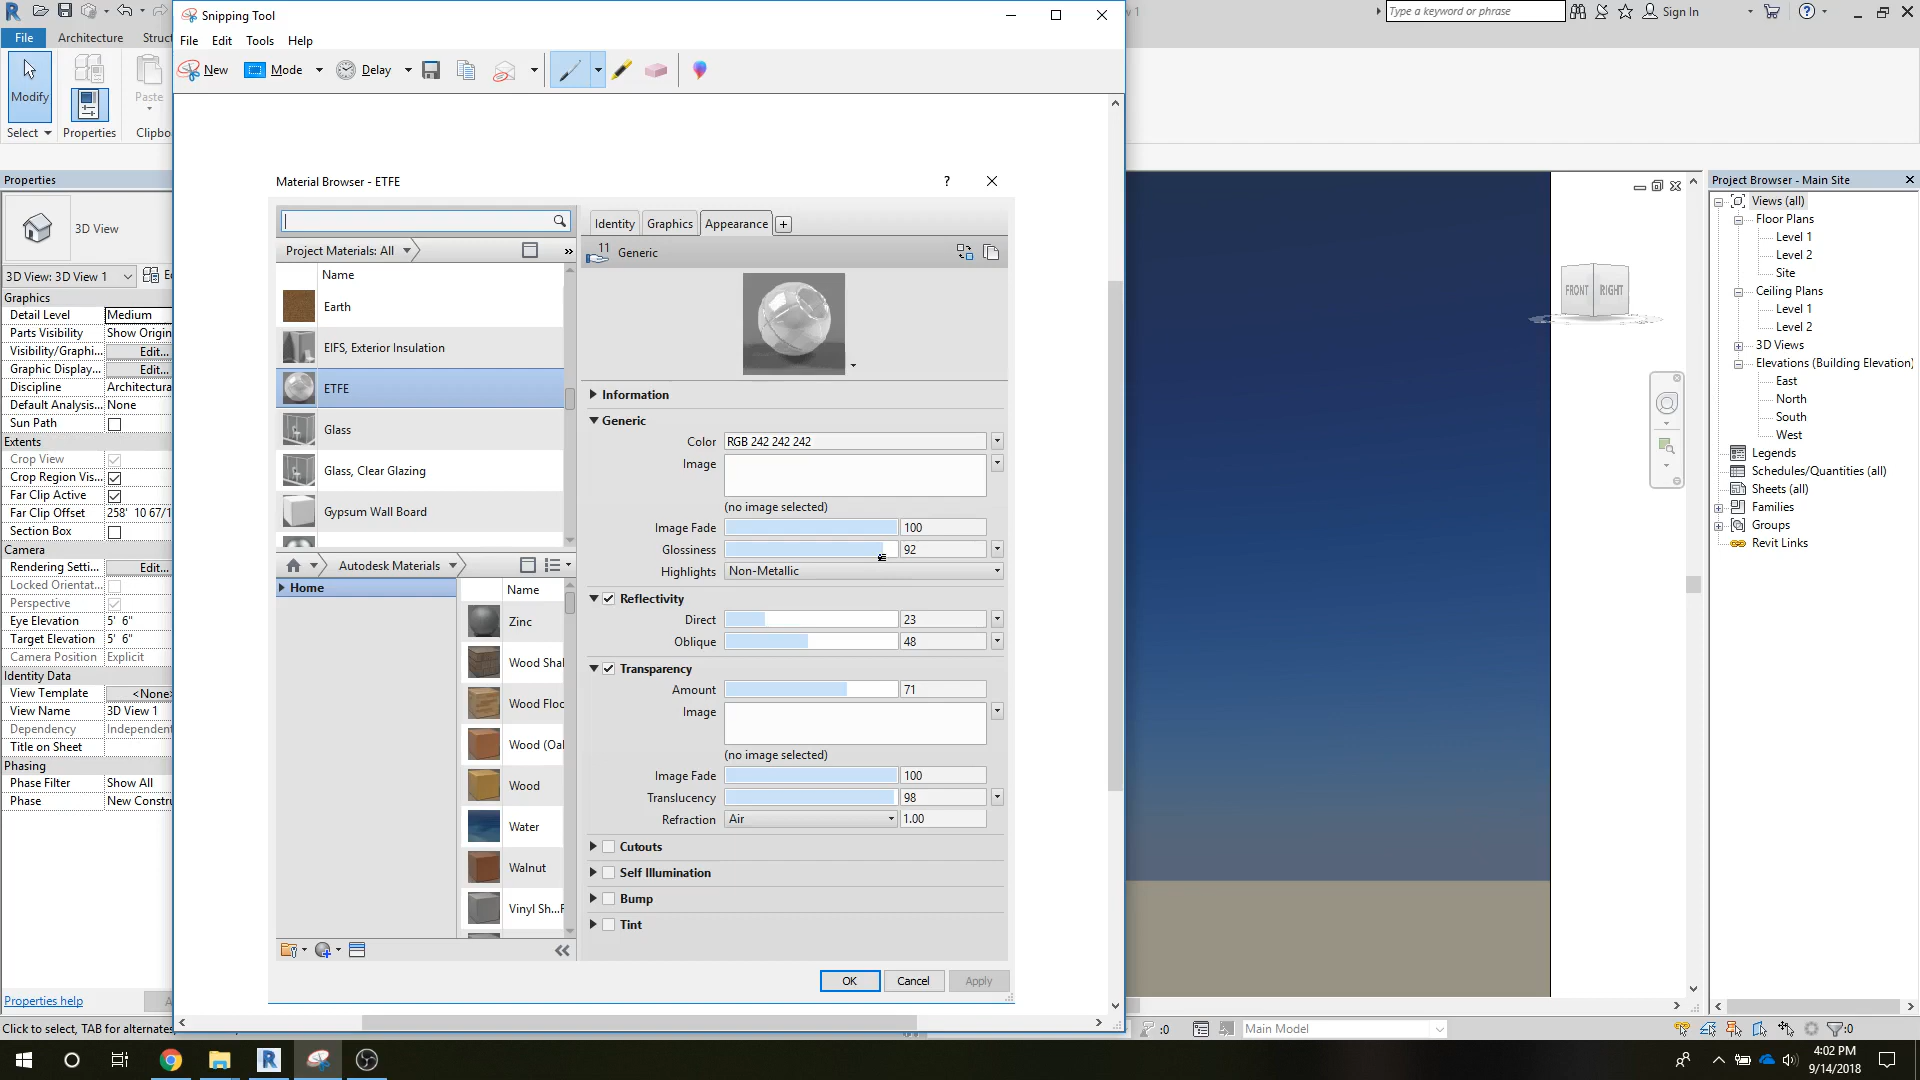 Snipping Tool
File Edit Tools Help
New Mode Delay
Type a keyword or phrase
Sign In
File Architecture Struct
Modify
Paste
Select Properties Clipbo
Properties
3D View
3D View: 3D View 1
Graphics
Detail Level Medium
Parts Visibility Show Origin
Visibility/Graphi... Edit...
Graphic Display... Edit...
Discipline Architectura
Default Analysis... None
Sun Path
Extents
Crop View
Crop Region Vis...
Far Clip Active
Far Clip Offset 258' 10 67/1
Section Box
Camera
Rendering Setti... Edit...
Locked Orientat...
Perspective
Eye Elevation 5' 6"
Target Elevation 5' 6"
Camera Position Explicit
Identity Data
View Template <None>
View Name 3D View 1
Dependency Independent
Title on Sheet
Phasing
Phase Filter Show All
Phase New Constru
Properties help
Click to select, TAB for alternates,
Material Browser - ETFE
?
Project Materials: All
»
Name
Earth
EIFS, Exterior Insulation
ETFE
Glass
Glass, Clear Glazing
Gypsum Wall Board
Autodesk Materials
Home
Name
Zinc
Wood Shal
Wood Floo
Wood (Oal
Wood
Water
Walnut
Vinyl Sh...F
Identity Graphics Appearance +
11
Generic
Information
Generic
Color RGB 242 242 242
Image
(no image selected)
Image Fade 100
Glossiness 92
Highlights Non-Metallic
Reflectivity
Direct 23
Oblique 48
Transparency
Amount 71
Image
(no image selected)
Image Fade 100
Translucency 98
Refraction Air 1.00
Cutouts
Self Illumination
Bump
Tint
OK Cancel Apply
FRONT RIGHT
Project Browser - Main Site
Views (all)
Floor Plans
Level 1
Level 2
Site
Ceiling Plans
Level 1
Level 2
3D Views
Elevations (Building Elevation)
East
North
South
West
Legends
Schedules/Quantities (all)
Sheets (all)
Families
Groups
Revit Links
:0
Main Model
:0
4:02 PM
9/14/2018